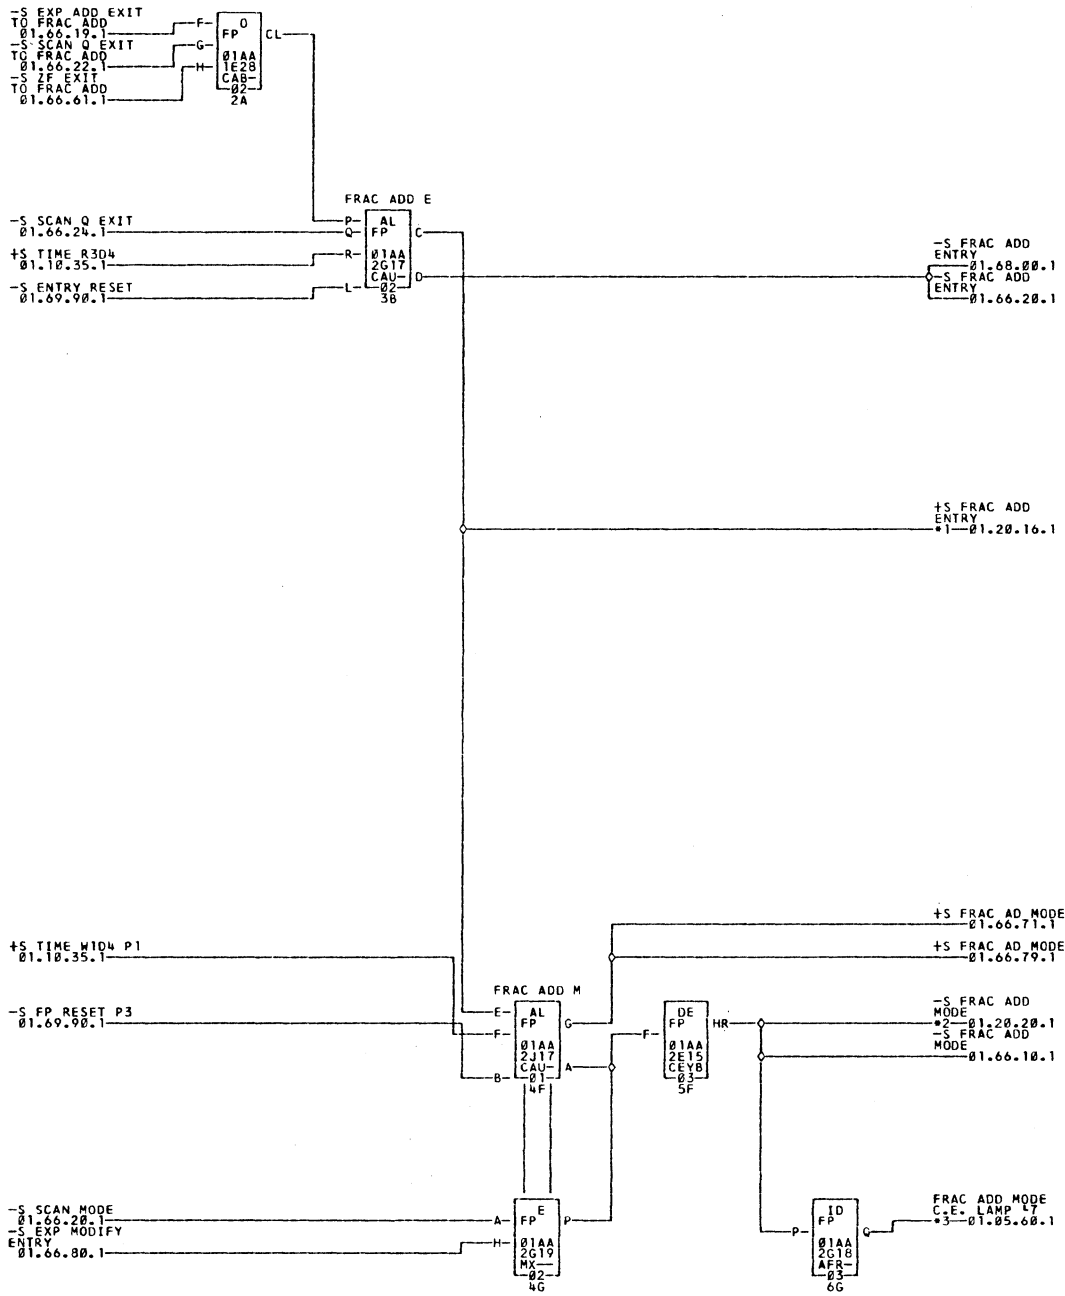 -S EXP ADD EXIT
TO FRAC ADD
01.66.19.1
-S SCAN Q EXIT
TO FRAC ADD
01.66.22.1
-S ZF EXIT
TO FRAC ADD
01.66.61.1
F
G
H
O
FP
01AA
1E28
CAB-
02
2A
CL
-S SCAN Q EXIT
01.66.24.1
+S TIME R3D4
01.10.35.1
-S ENTRY RESET
01.69.90.1
FRAC ADD E
P
Q
R
L
AL
FP
01AA
2G17
CAU-
02
3B
C
D
-S FRAC ADD
ENTRY
01.68.00.1
-S FRAC ADD
ENTRY
01.66.20.1
+S FRAC ADD
ENTRY
*1-01.20.16.1
+S TIME W1D4 P1
01.10.35.1
-S FP RESET P3
01.69.90.1
FRAC ADD M
E
F
B
AL
FP
01AA
2J17
CAU-
01
4F
G
A
F
DE
FP
01AA
2E15
CEYB
03
5F
HR
+S FRAC AD MODE
01.66.71.1
+S FRAC AD MODE
01.66.79.1
-S FRAC ADD
MODE
*2-01.20.20.1
-S FRAC ADD
MODE
01.66.10.1
-S SCAN MODE
01.66.20.1
-S EXP MODIFY
ENTRY
01.66.80.1
A
H
E
FP
01AA
2G19
MX--
02
4G
P
P
ID
FP
01AA
2G18
AFR-
03
6G
Q
FRAC ADD MODE
C.E. LAMP L7
*3-01.05.60.1